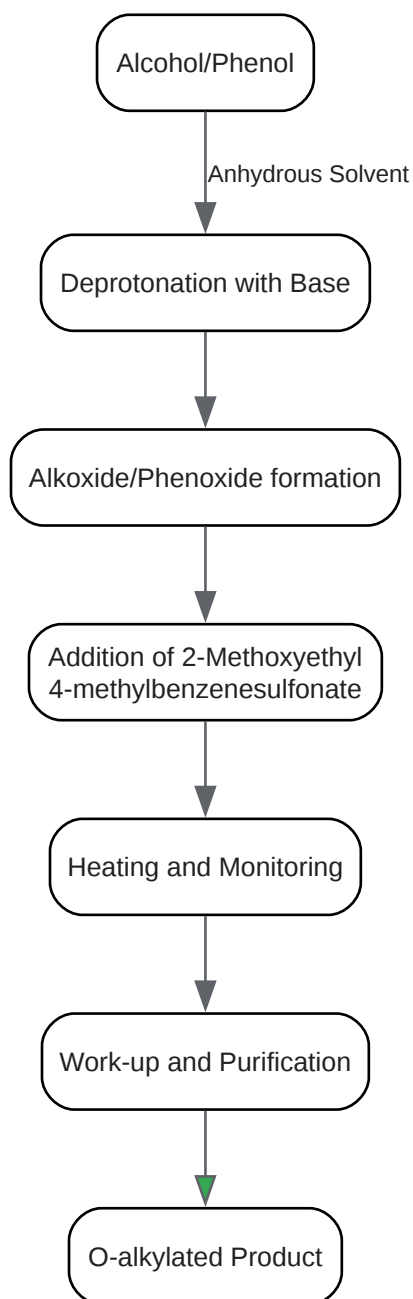 Alcohol/Phenol
Anhydrous Solvent
Deprotonation with Base
Alkoxide/Phenoxide formation
Addition of 2-Methoxyethyl
4-methylbenzenesulfonate
Heating and Monitoring
Work-up and Purification
O-alkylated Product